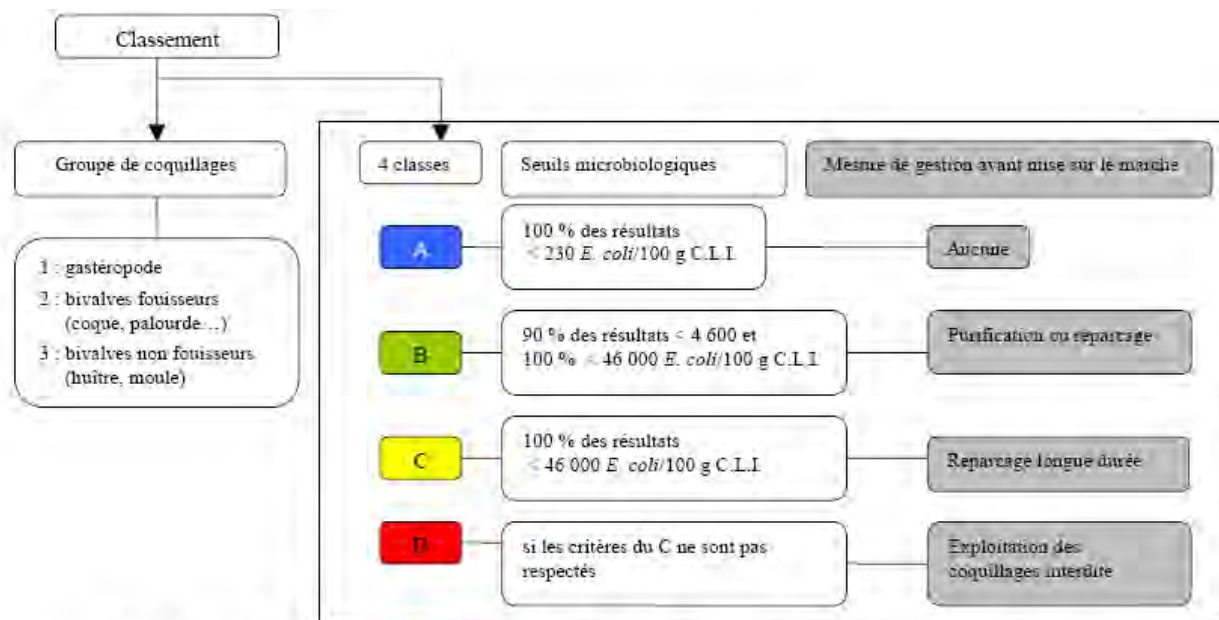 Classement
Groupe de coquillages
1 : gastéropode
2 : bivalves fouisseurs
(coque, palourde…)
3 : bivalves non fouisseurs
(huître, moule)
4 classes
Seuils microbiologiques
Mesure de gestion avant mise sur le marche
A
100 % des résultats
< 230 E. coli/100 g C.L.I.
Aucune
B
90 % des résultats < 4 600 et
100 % < 46 000 E. coli/100 g C.L.I.
Purification ou reparcage
C
100 % des résultats
< 46 000 E. coli/100 g C.L.I.
Reparcage longue durée
D
si les critères du C ne sont pas
respectés
Exploitation des
coquillages interdite